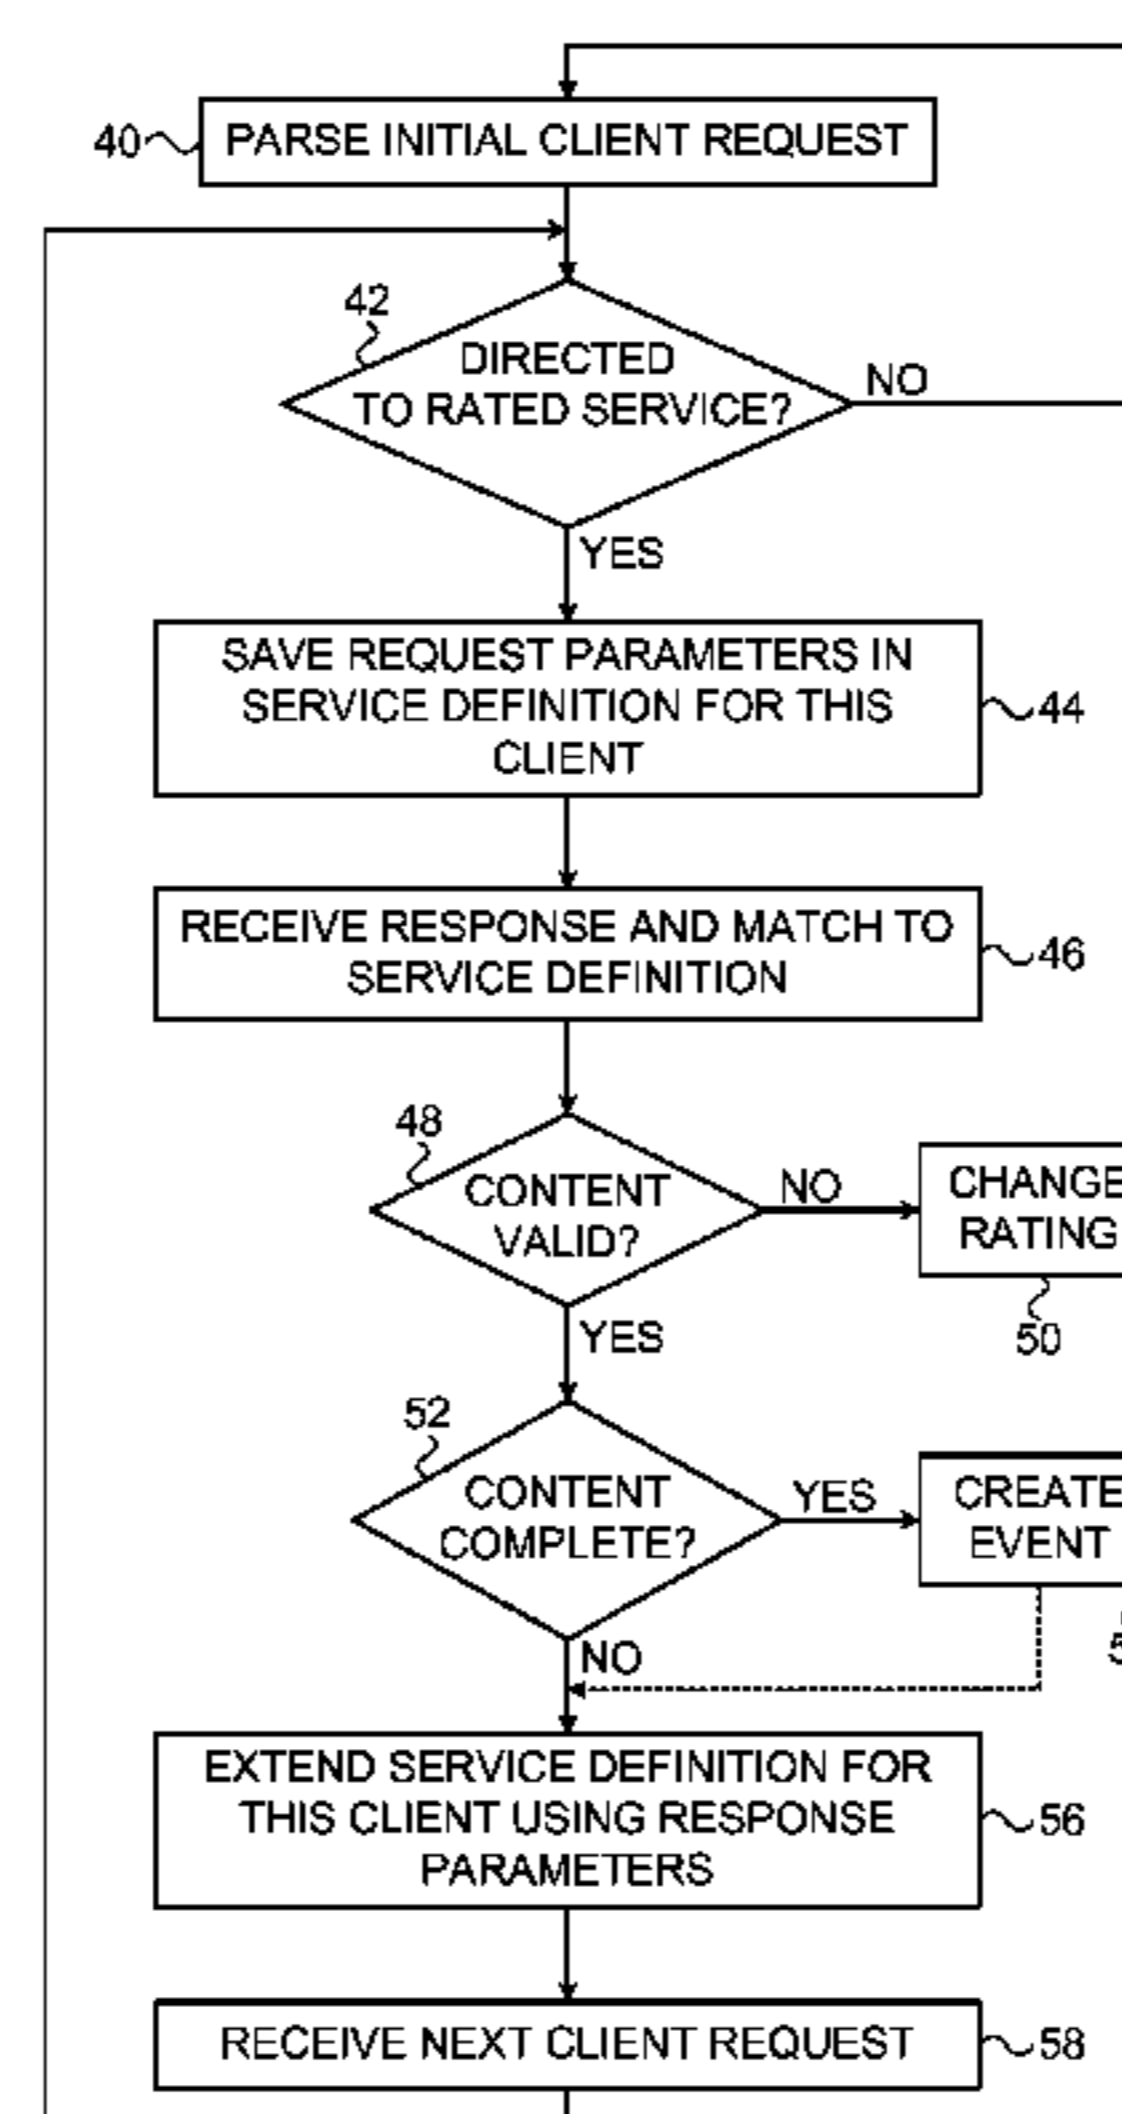 40
PARSE INITIAL CLIENT REQUEST
42
DIRECTED
TO RATED SERVICE?
NO
YES
SAVE REQUEST PARAMETERS IN
SERVICE DEFINITION FOR THIS
CLIENT
44
RECEIVE RESPONSE AND MATCH TO
SERVICE DEFINITION
46
48
CONTENT
VALID?
NO
CHANGE
RATING
50
YES
52
CONTENT
COMPLETE?
YES
CREATE
EVENT
NO
EXTEND SERVICE DEFINITION FOR
THIS CLIENT USING RESPONSE
PARAMETERS
56
RECEIVE NEXT CLIENT REQUEST
58